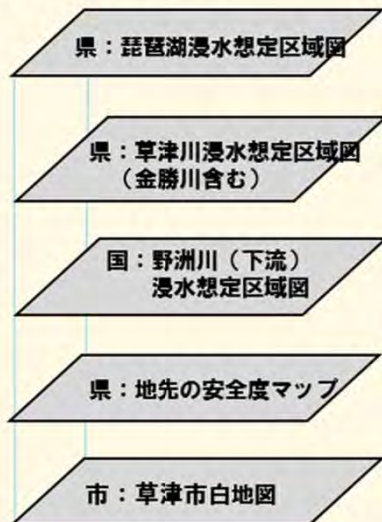 県：琵琶湖浸水想定区域図
県：草津川浸水想定区域図
（金勝川含む）
国：野洲川（下流）
浸水想定区域図
県：地先の安全度マップ
市：草津市白地図